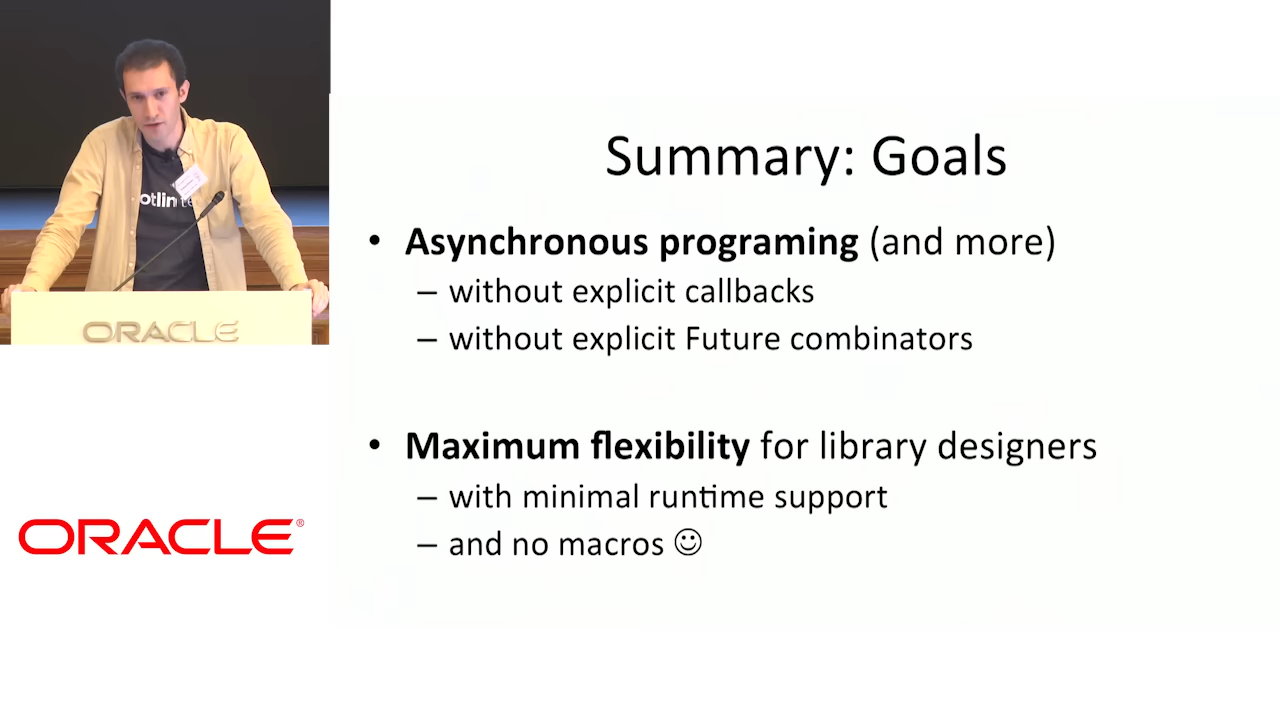 Summary: Goals
• Asynchronous programing (and more)
– without explicit callbacks
– without explicit Future combinators
• Maximum flexibility for library designers
– with minimal runtime support
– and no macros ☺
otlin
ORACLE
ORACLE®